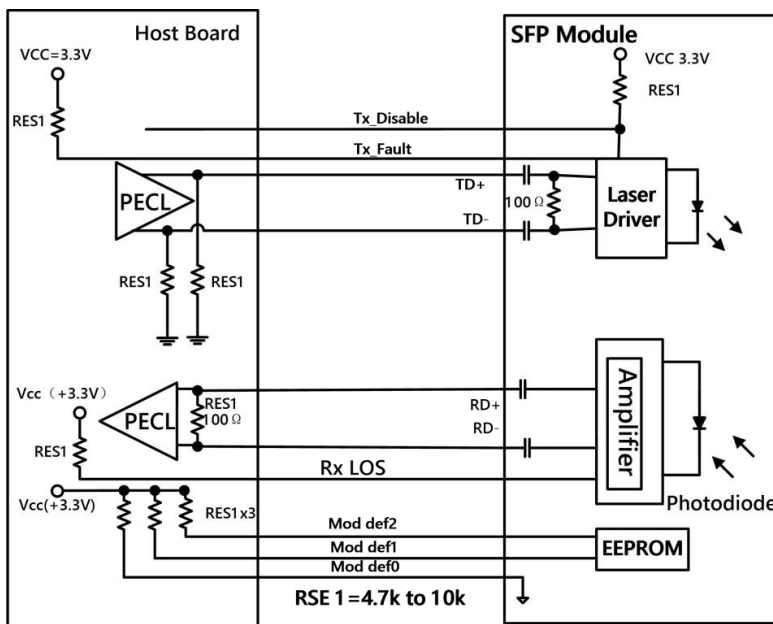 Host Board
SFP Module
VCC=3.3V
VCC 3.3V
RES1
RES1
Tx_Disable
Tx_Fault
PECL
TD+
100Ω
TD-
Laser
Driver
RES1
RES1
Vcc（+3.3V)
PECL
RES1
100Ω
RD+
RD-
Amplifier
RES1
Rx LOS
Vcc(+3.3V)
RES1x3
Photodiode
Mod def2
Mod def1
Mod def0
EEPROM
RSE 1=4.7k to 10k